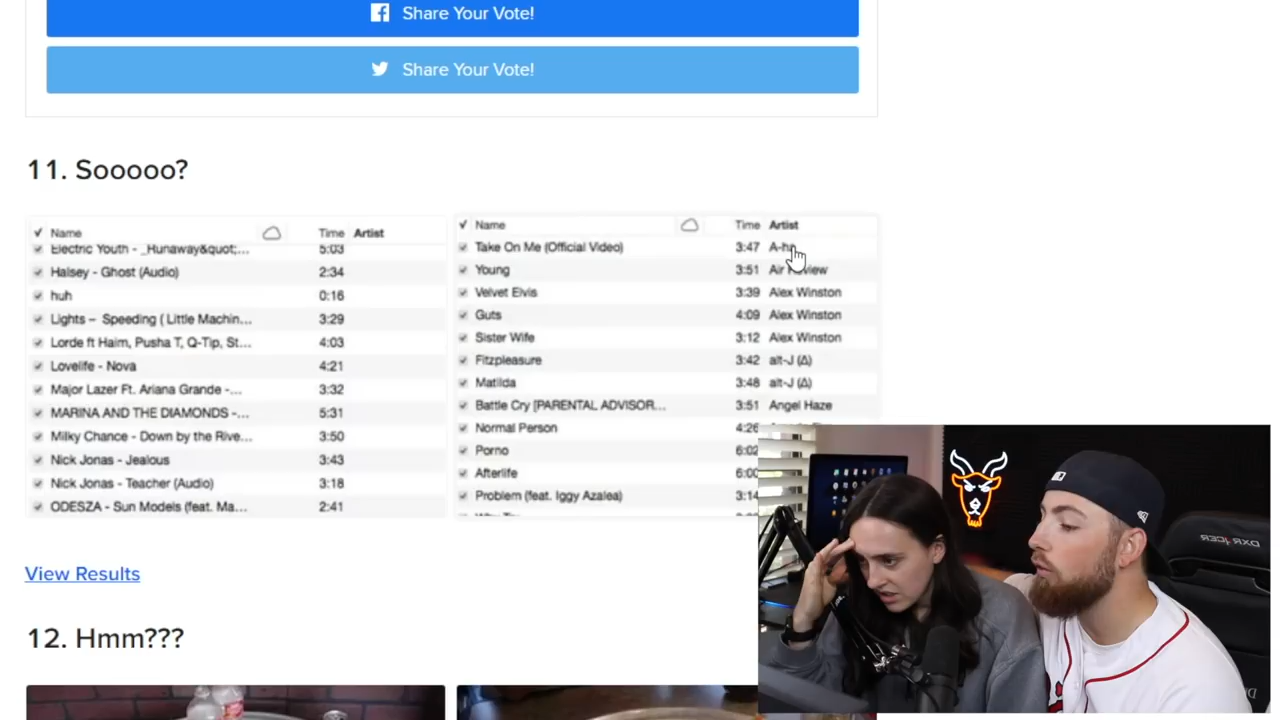 Share Your Vote!
Share Your Vote!
11. Sooooo?
✓ Name Time Artist
Electric Youth - _Runaway&quot;... 5:03
Halsey - Ghost (Audio) 2:34
huh 0:16
Lights – Speeding ( Little Machin... 3:29
Lorde ft Haim, Pusha T, Q-Tip, St... 4:03
Lovelife - Nova 4:21
Major Lazer Ft. Ariana Grande -... 3:32
MARINA AND THE DIAMONDS -... 5:31
Milky Chance - Down by the Rive... 3:50
Nick Jonas - Jealous 3:43
Nick Jonas - Teacher (Audio) 3:18
ODESZA - Sun Models (feat. Ma... 2:41
✓ Name Time Artist
Take On Me (Official Video) 3:47
Young 3:51 Air
Velvet Elvis 3:39 Alex Winston
Guts 4:09 Alex Winston
Sister Wife 3:12 Alex Winston
Fitzpleasure 3:42 alt-J (Δ)
Matilda 3:48 alt-J (Δ)
Battle Cry [PARENTAL ADVISOR... 3:51 Angel Haze
Normal Person 4:26
Porno 6:02
Afterlife 6:00
Problem (feat. Iggy Azalea) 3:14
View Results
12. Hmm???